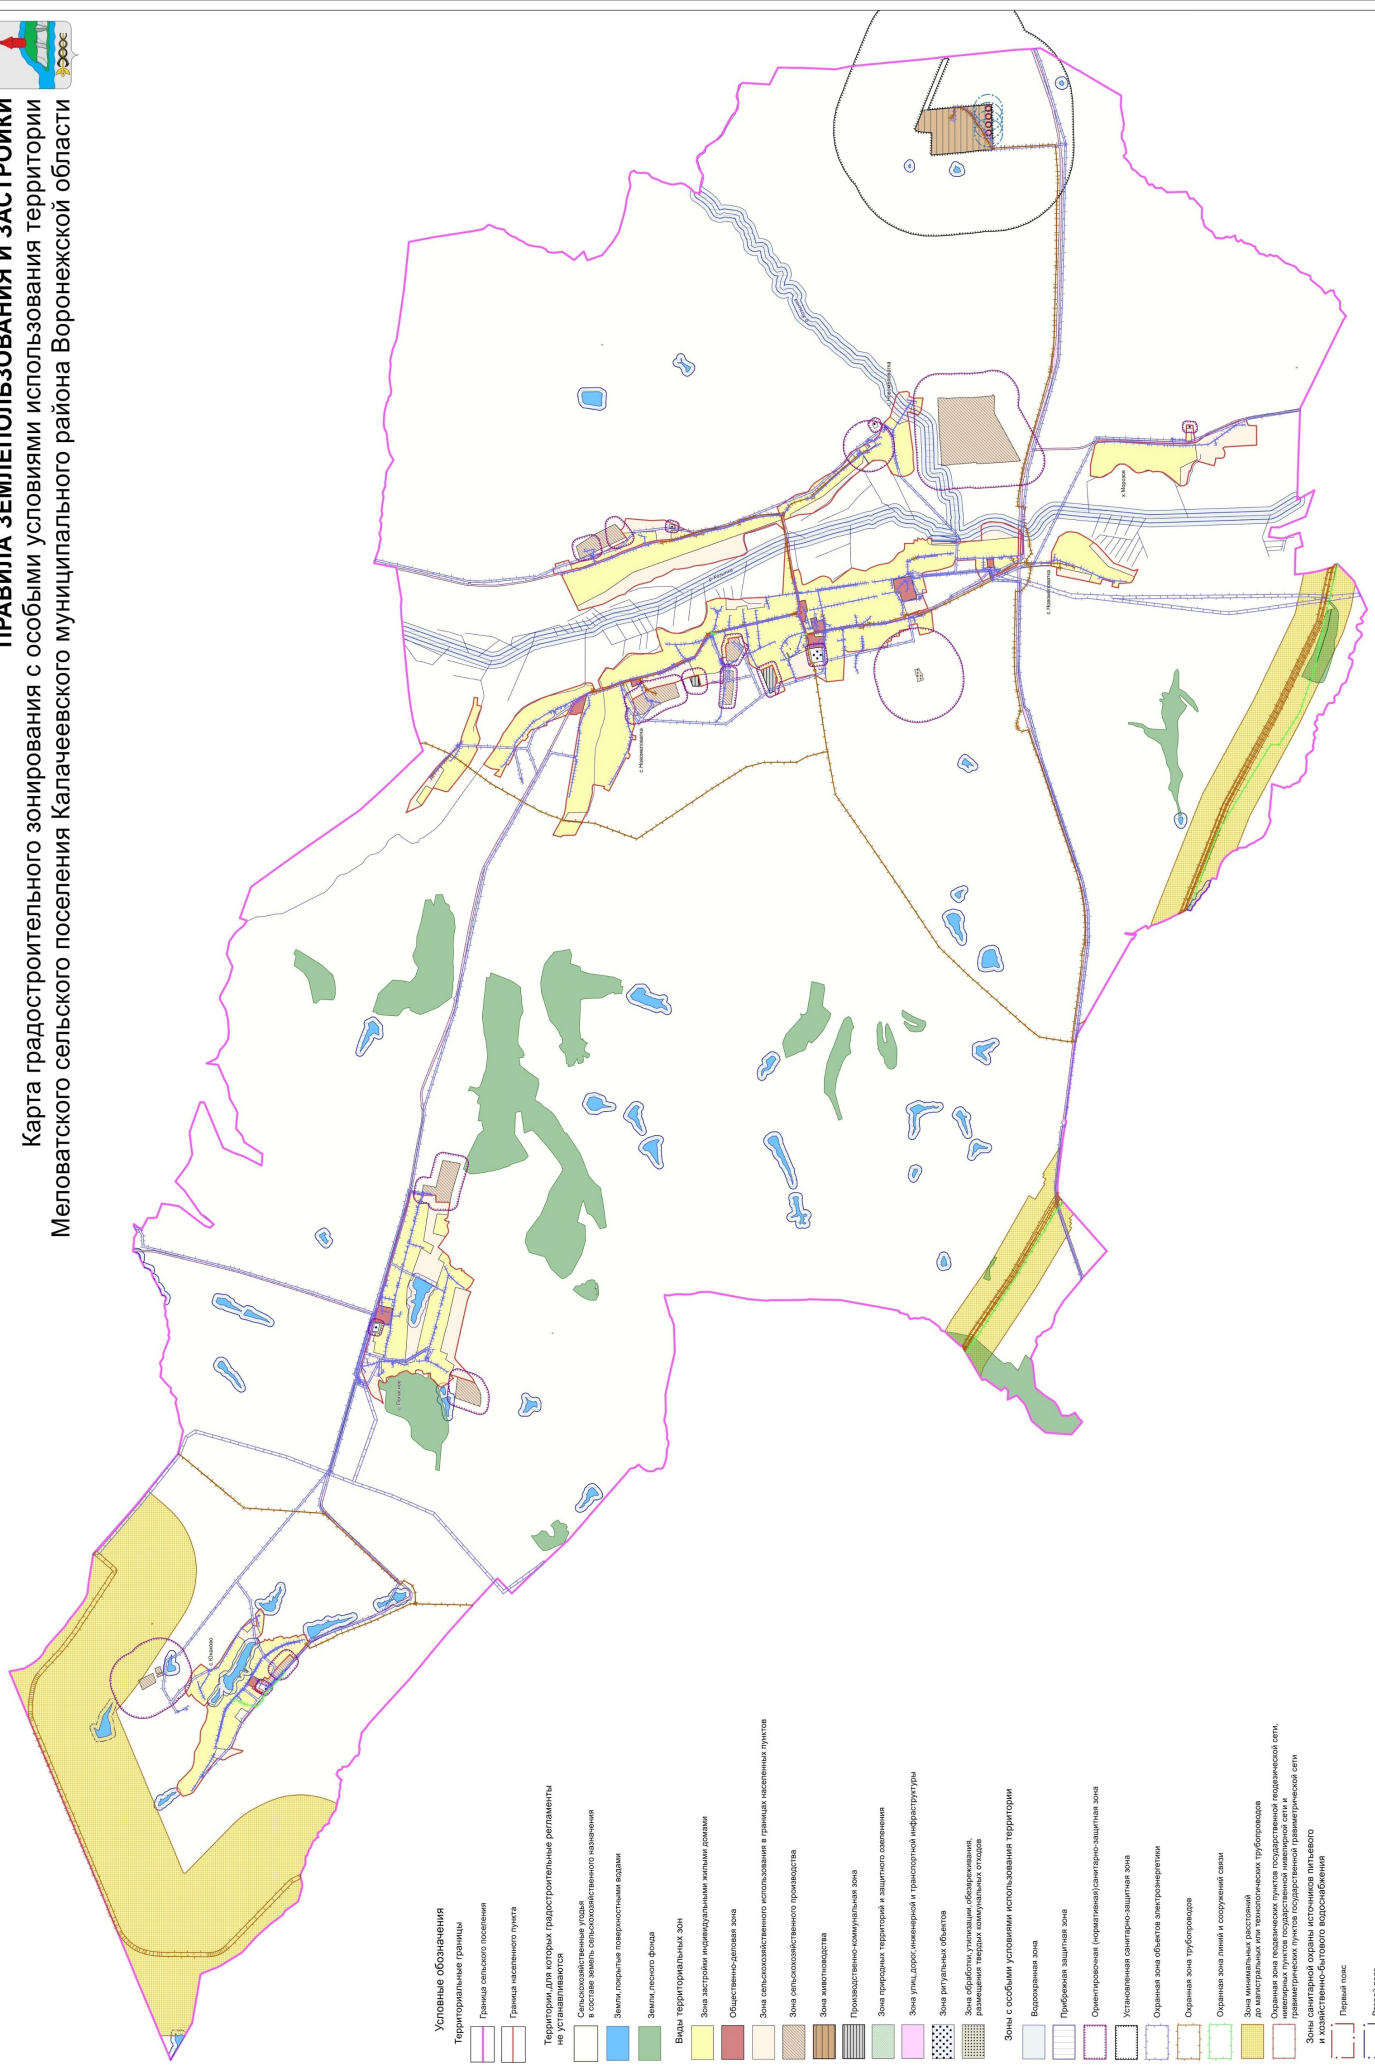 ПРАВИЛА ЗЕМЛЕПОЛЬЗОВАНИЯ И ЗАСТРОЙКИ
Карта градостроительного зонирования с особыми условиями использования территории
Меловатского сельского поселения Калачеевского муниципального района Воронежской области
с. Новомеловатка
х. Морозов
с. Новомеловатка
с. Новомеловатка
с. Юнаково
Условные обозначения
Территориальные границы
Граница сельского поселения
Граница населенного пункта
Территории, для которых градостроительные регламенты
не устанавливаются
Сельскохозяйственные угодья
в составе земель сельскохозяйственного назначения
Земли, покрытые поверхностными водами
Земли лесного фонда
Виды территориальных зон
Зона застройки индивидуальными жилыми домами
Общественно-деловая зона
Зона сельскохозяйственного использования в границах населенных пунктов
Зона сельскохозяйственного производства
Зона животноводства
Производственно-коммунальная зона
Зона природных территорий и защитного озеленения
Зона улиц, дорог, инженерной и транспортной инфраструктуры
Зона ритуальных объектов
Зона обработки, утилизации, обезвреживания,
размещения твердых коммунальных отходов
Зоны с особыми условиями использования территории
Водоохранная зона
Прибрежная защитная зона
Ориентировочная (нормативная) санитарно-защитная зона
Установленная санитарно-защитная зона
Охранная зона объектов электроэнергетики
Охранная зона трубопроводов
Охранная зона линий и сооружений связи
Зона минимальных расстояний
до магистральных или технологических трубопроводов
Охранная зона геодезических пунктов государственной геодезической сети,
нивелирных пунктов государственной нивелирной сети и
гравиметрических пунктов государственной гравиметрической сети
Зоны санитарной охраны источников питьевого
и хозяйственно-бытового водоснабжения
Первый пояс